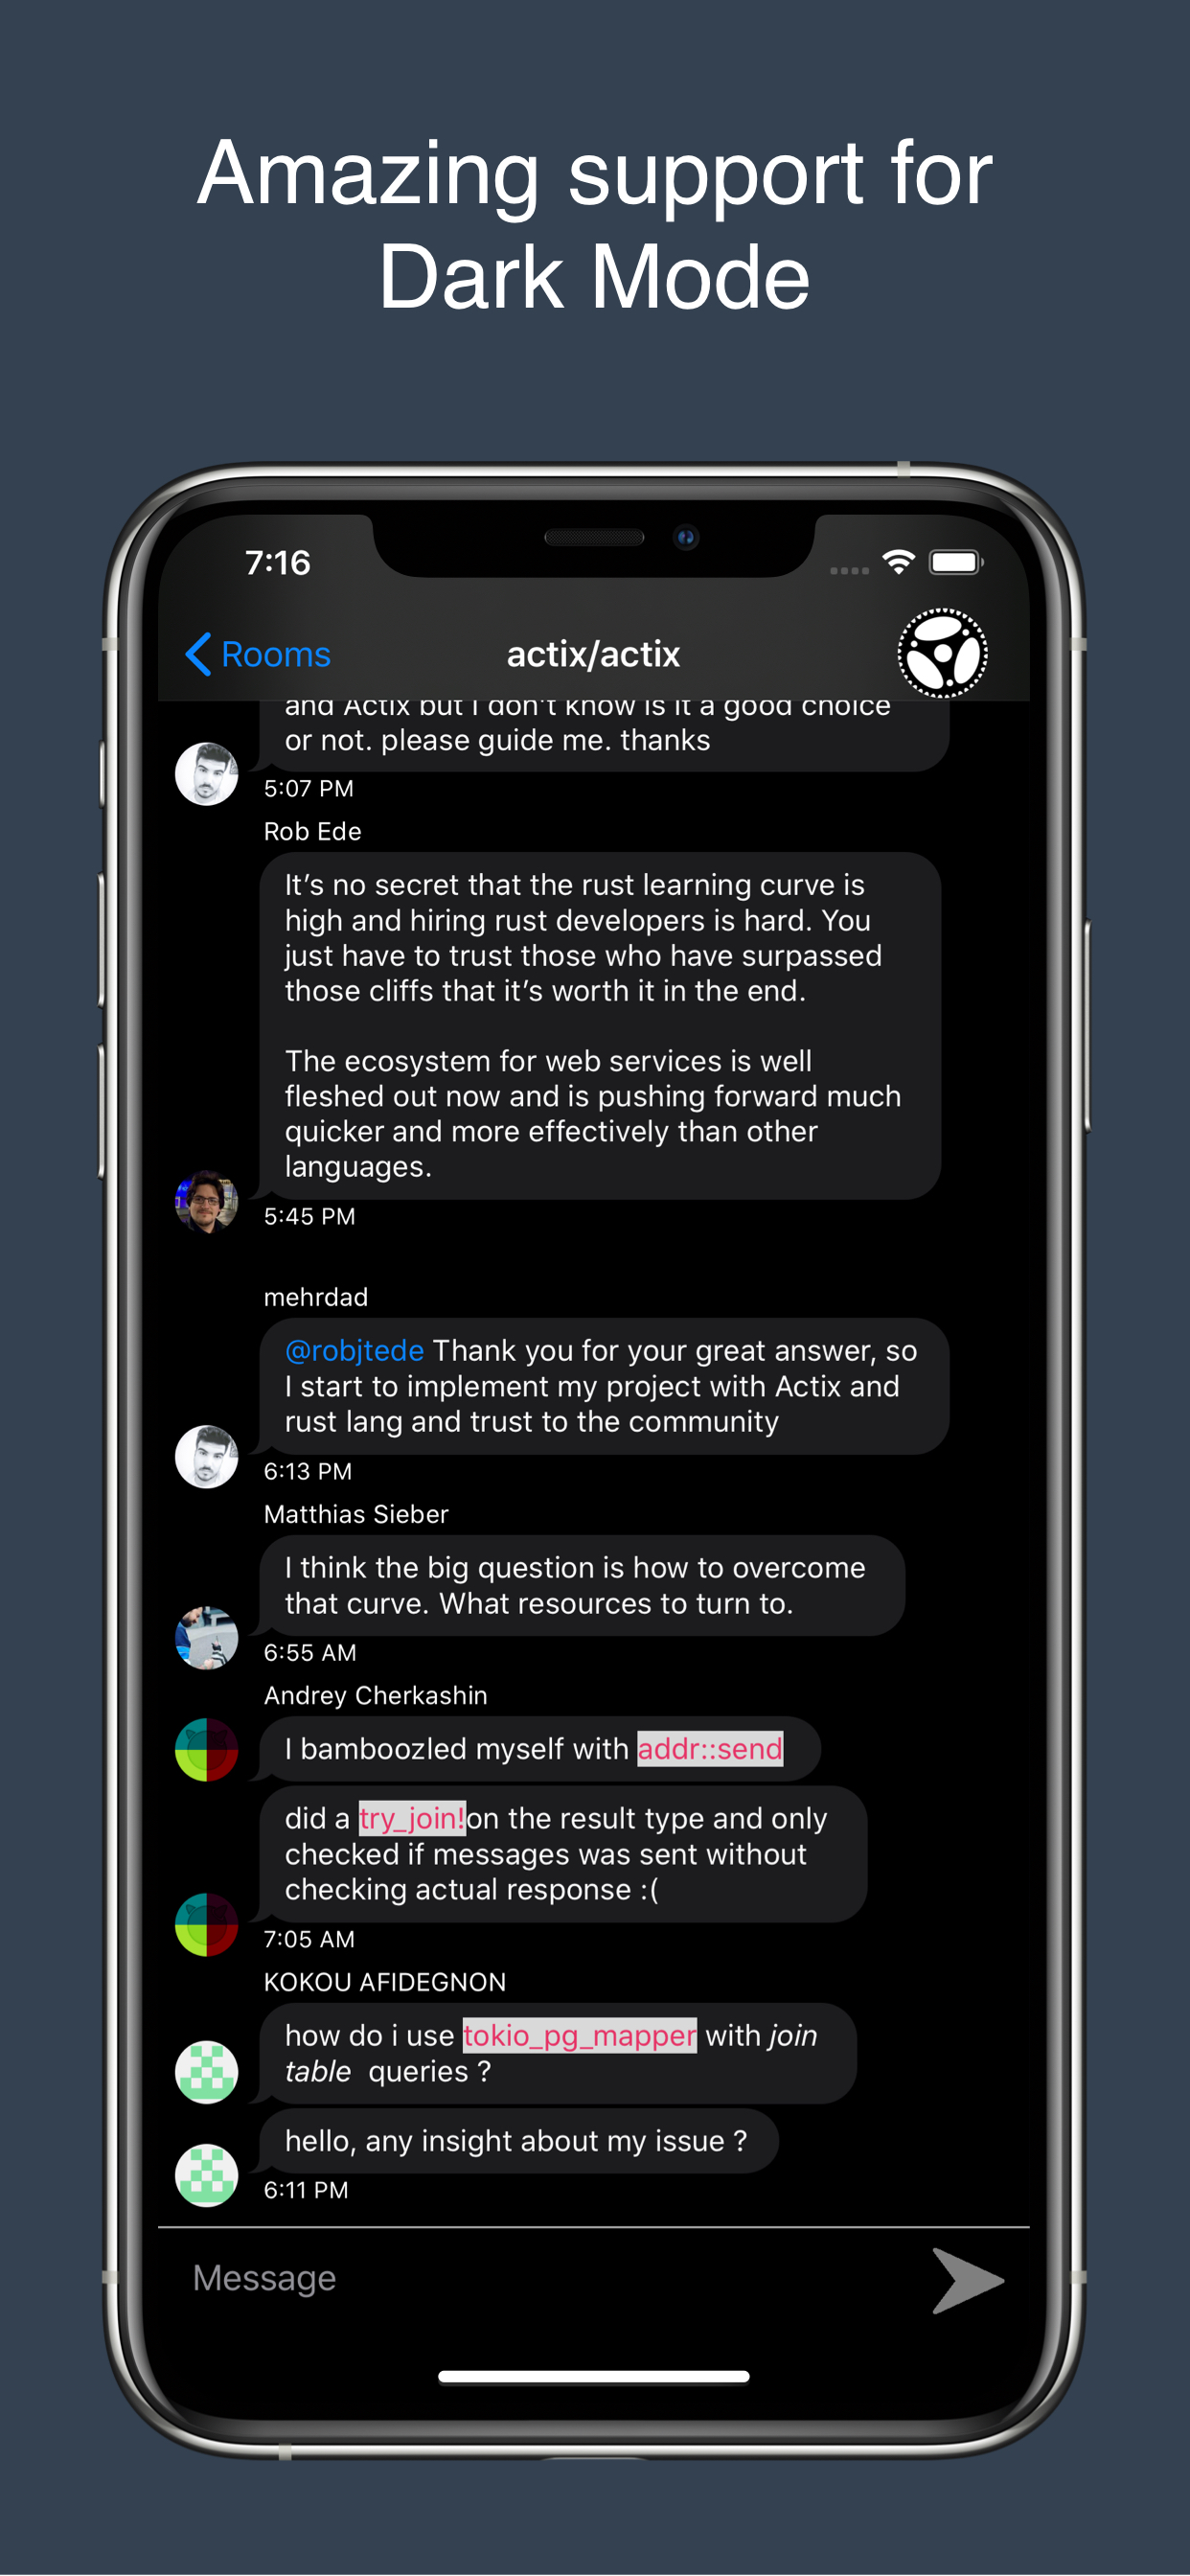 Amazing support for
Dark Mode
7:16
Rooms
actix/actix
and Actix but I don't know is it a good choice
or not. please guide me. thanks
5:07 PM
Rob Ede
It’s no secret that the rust learning curve is
high and hiring rust developers is hard. You
just have to trust those who have surpassed
those cliffs that it’s worth it in the end.
The ecosystem for web services is well
fleshed out now and is pushing forward much
quicker and more effectively than other
languages.
5:45 PM
mehrdad
@robjtede Thank you for your great answer, so
I start to implement my project with Actix and
rust lang and trust to the community
6:13 PM
Matthias Sieber
I think the big question is how to overcome
that curve. What resources to turn to.
6:55 AM
Andrey Cherkashin
I bamboozled myself with addr::send
did a try_join!on the result type and only
checked if messages was sent without
checking actual response :(
7:05 AM
KOKOU AFIDEGNON
how do i use tokio_pg_mapper with join
table queries ?
hello, any insight about my issue ?
6:11 PM
Message